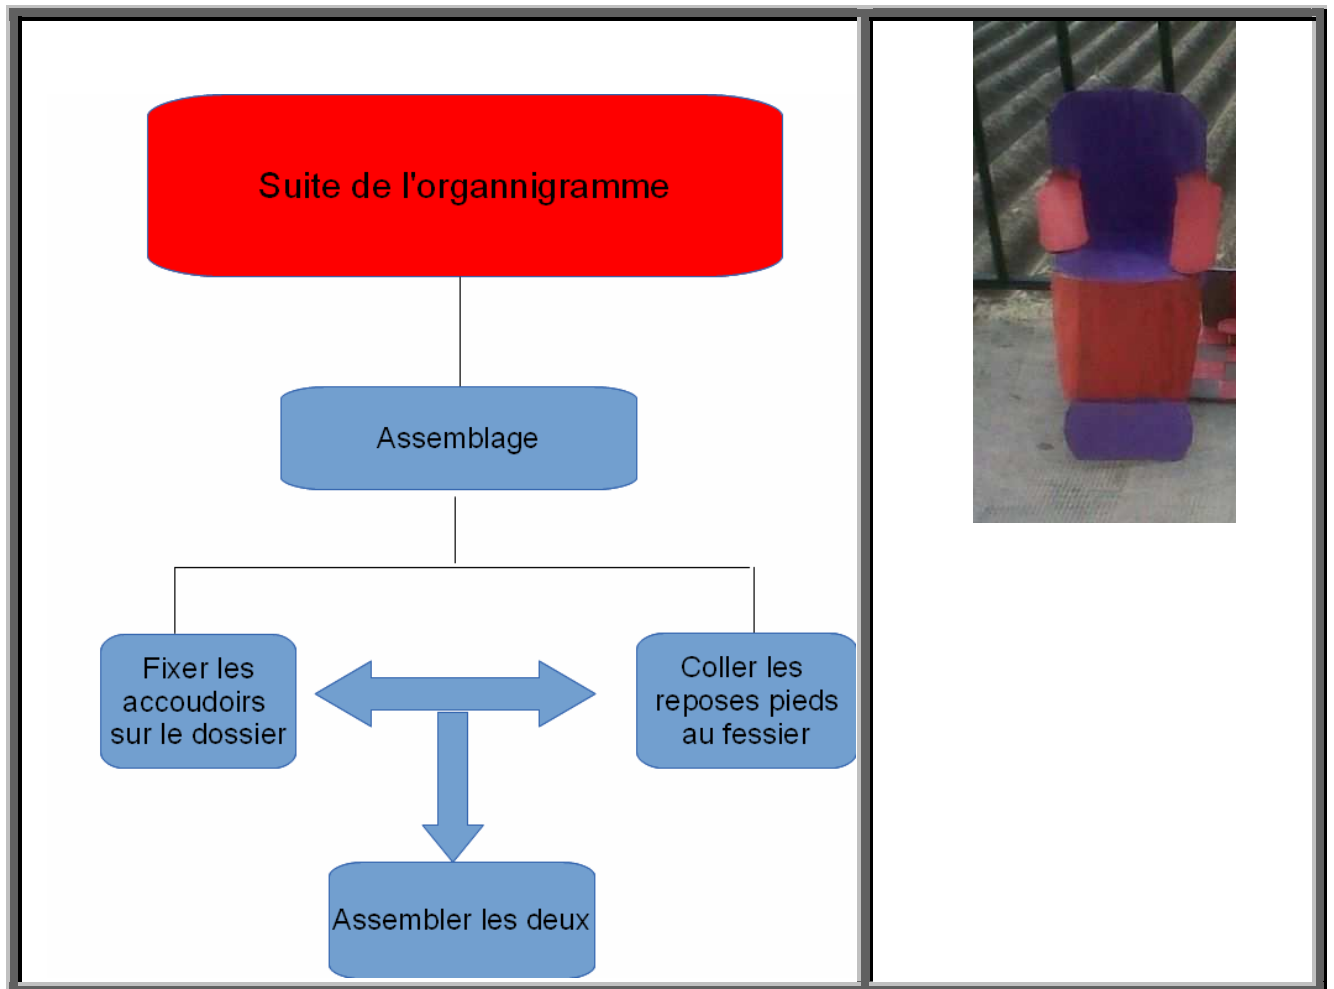 Suite de l'organnigramme
Assemblage
Fixer les
accoudoirs
sur le dossier
Coller les
reposes pieds
au fessier
Assembler les deux